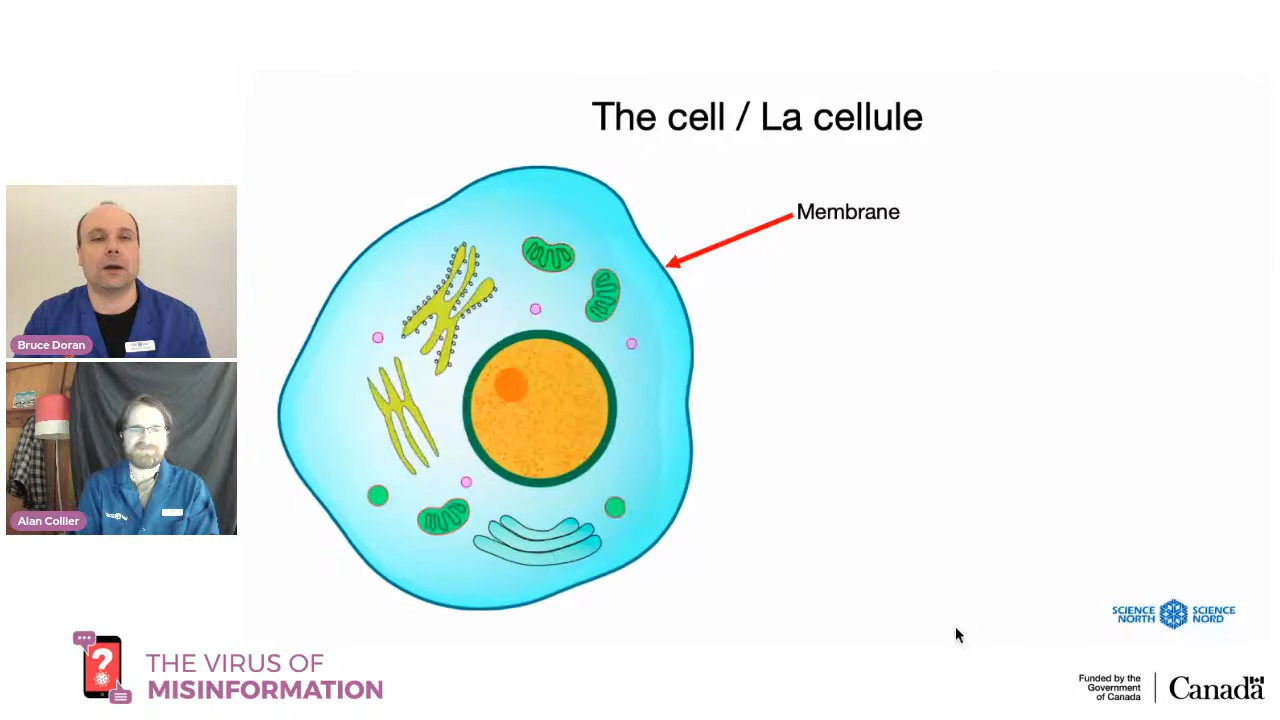 The cell / La cellule
Membrane
Bruce Doran
Alan Collier
SCIENCE NORTH SCIENCE NORD
THE VIRUS OF
MISINFORMATION
?
Funded by the
Government
of Canada
Canada